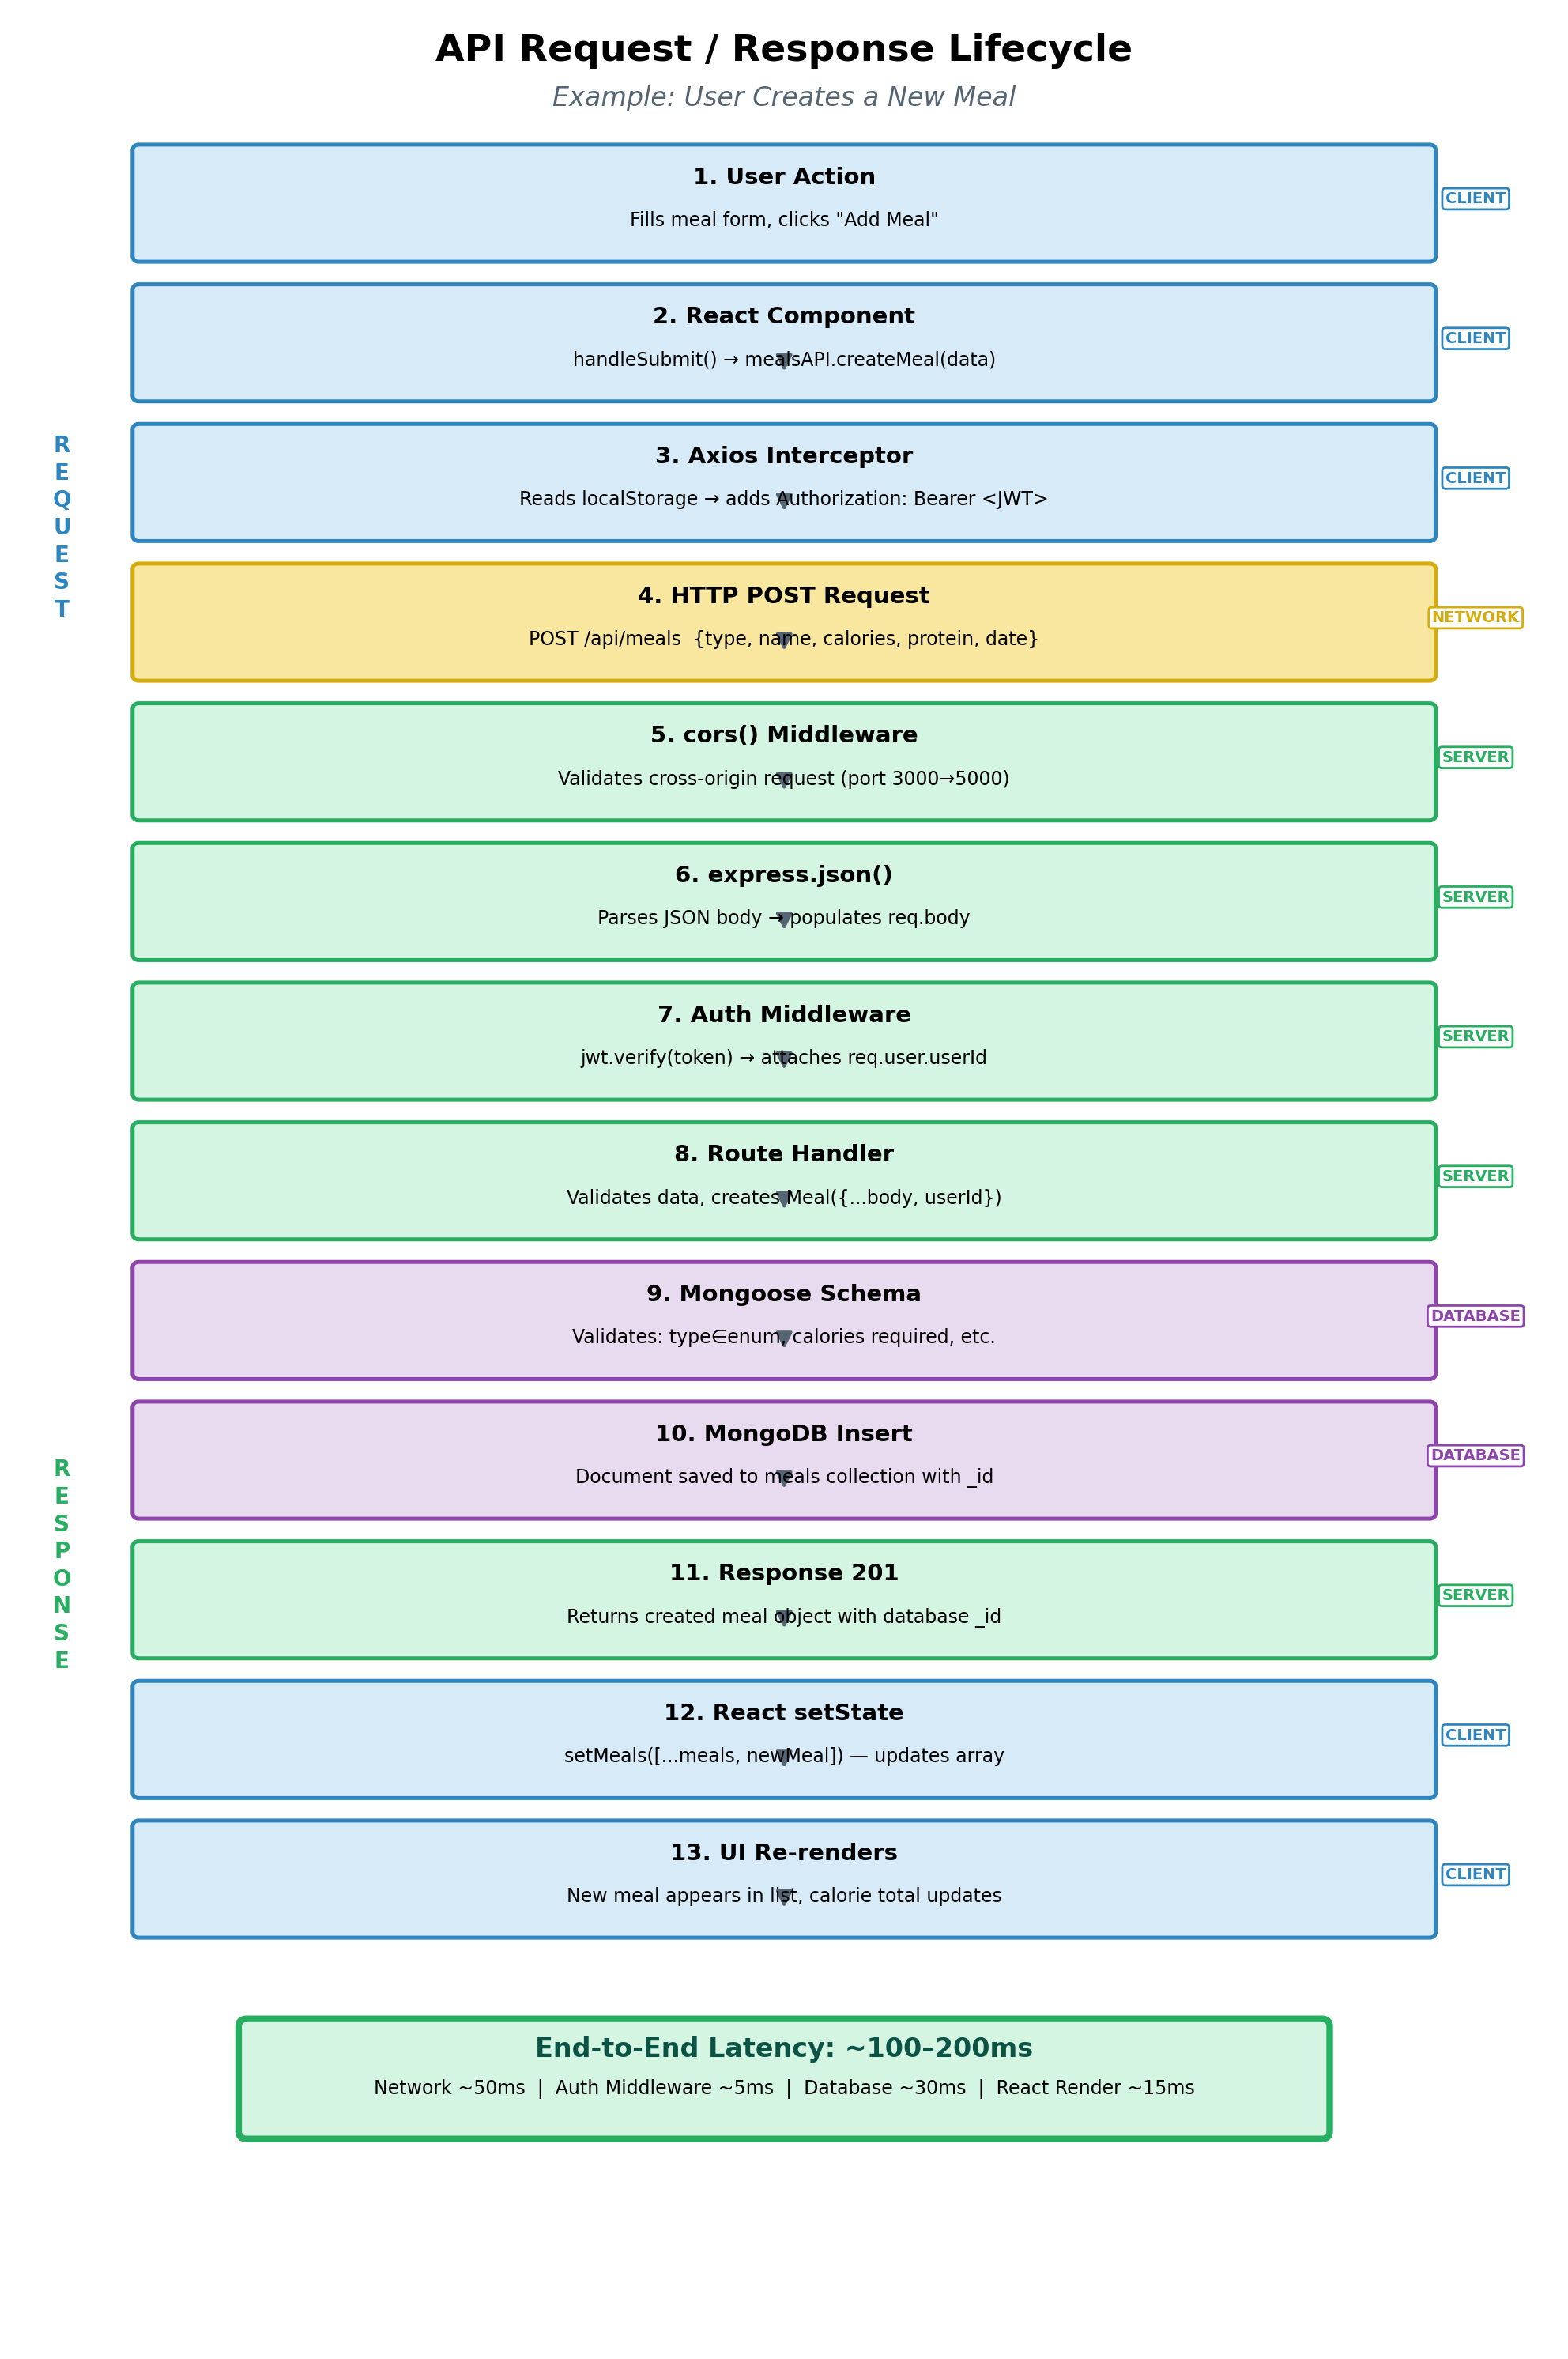 API Request / Response Lifecycle
Example: User Creates a New Meal
1. User Action
Fills meal form, clicks "Add Meal"
CLIENT
2. React Component
handleSubmit() → mealsAPI.createMeal(data)
CLIENT
3. Axios Interceptor
Reads localStorage → adds Authorization: Bearer <JWT>
CLIENT
REQUEST
4. HTTP POST Request
POST /api/meals  {type, name, calories, protein, date}
NETWORK
5. cors() Middleware
Validates cross-origin request (port 3000→5000)
SERVER
6. express.json()
Parses JSON body → populates req.body
SERVER
7. Auth Middleware
jwt.verify(token) → attaches req.user.userId
SERVER
8. Route Handler
Validates data, creates Meal({...body, userId})
SERVER
9. Mongoose Schema
Validates: type∈enum, calories required, etc.
DATABASE
10. MongoDB Insert
Document saved to meals collection with _id
DATABASE
RESPONSE
11. Response 201
Returns created meal object with database _id
SERVER
12. React setState
setMeals([...meals, newMeal]) — updates array
CLIENT
13. UI Re-renders
New meal appears in list, calorie total updates
CLIENT
End-to-End Latency: ~100–200ms
Network ~50ms  |  Auth Middleware ~5ms  |  Database ~30ms  |  React Render ~15ms